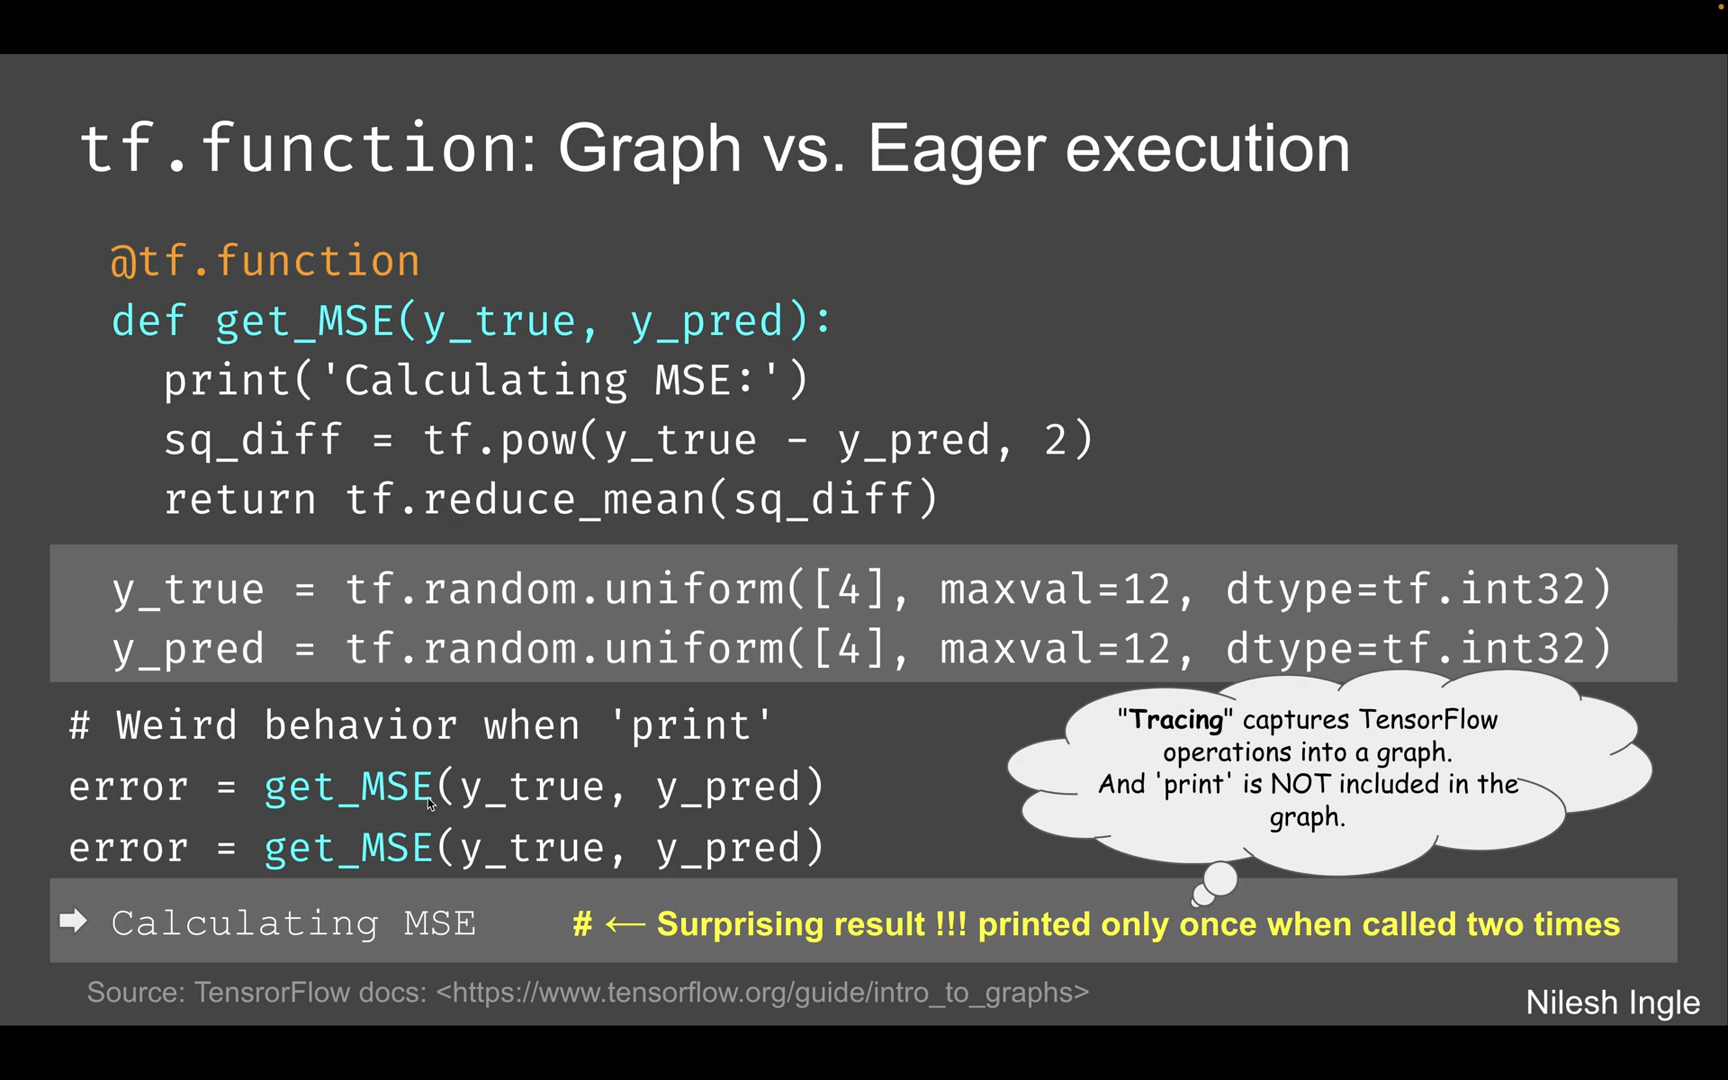 tf.function: Graph vs. Eager execution
@tf.function
def get_MSE(y_true, y_pred):
print('Calculating MSE:')
sq_diff = tf.pow(y_true - y_pred, 2)
return tf.reduce_mean(sq_diff)
y_true = tf.random.uniform([4], maxval=12, dtype=tf.int32)
y_pred = tf.random.uniform([4], maxval=12, dtype=tf.int32)
# Weird behavior when 'print'
error = get_MSE(y_true, y_pred)
error = get_MSE(y_true, y_pred)
"Tracing" captures TensorFlow
operations into a graph.
And 'print' is NOT included in the
graph.
➡ Calculating MSE # ← Surprising result !!! printed only once when called two times
Source: TensrorFlow docs: <https://www.tensorflow.org/guide/intro_to_graphs>
Nilesh Ingle